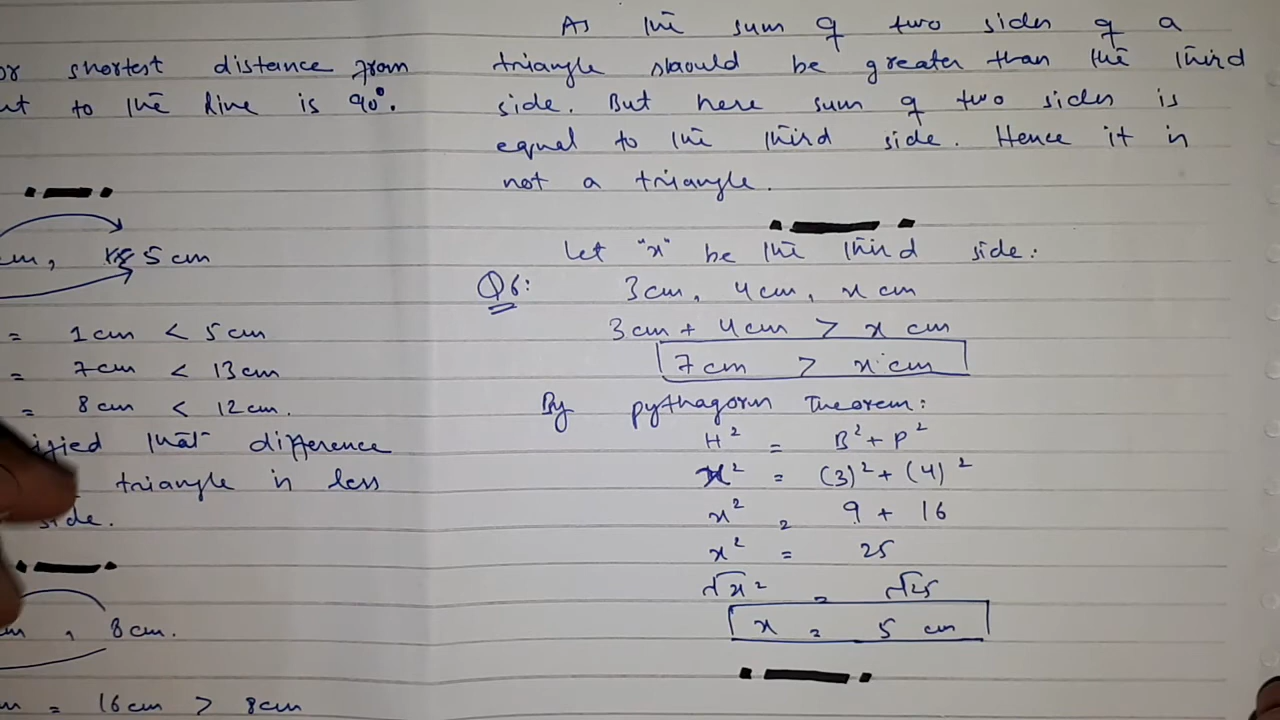 shortest distance from
to the line is 90°.
5 cm
= 1 cm < 5 cm
= 7cm < 13 cm
= 8 cm < 12 cm.
that difference
triangle is less
side.
, 8 cm.
= 16 cm > 8 cm
As the sum of two sides of a
triangle should be greater than the third
side. But here sum of two sides is
equal to the third side. Hence it is
not a triangle.
Let "x" be the third side:
Q6: 3 cm, 4 cm, x cm
3 cm + 4 cm > x cm
7 cm > x cm
By pythagorus Theorem:
H² = B² + P²
x² = (3)² + (4)²
x² = 9 + 16
x² = 25
√x² = √25
x = 5 cm